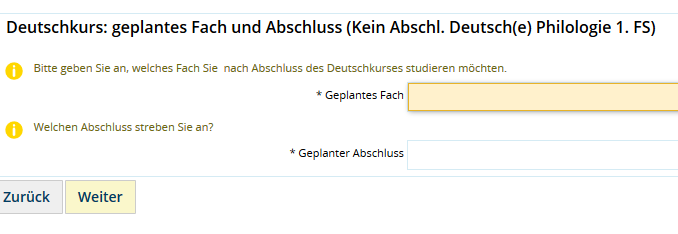 Deutschkurs: geplantes Fach und Abschluss (Kein Abschl. Deutsch(e) Philologie 1. FS)
Bitte geben Sie an, welches Fach Sie nach Abschluss des Deutschkurses studieren möchten.
* Geplantes Fach
Welchen Abschluss streben Sie an?
* Geplanter Abschluss
Zurück Weiter